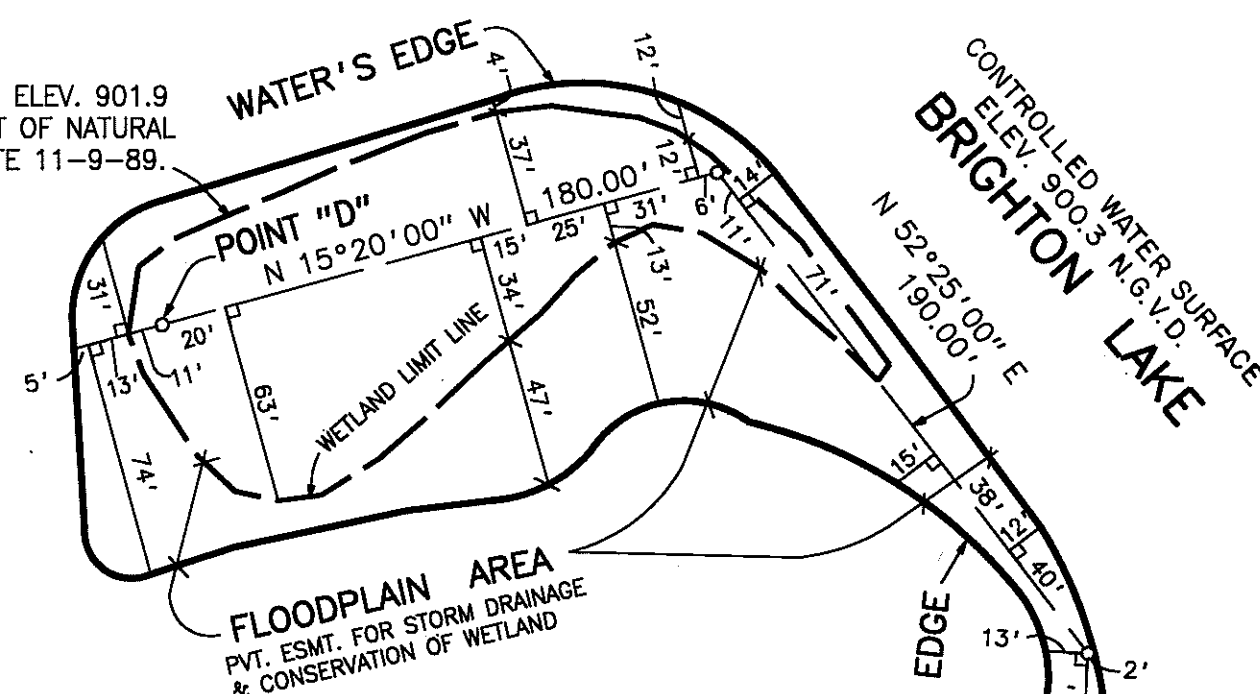 ELEV. 901.9
T OF NATURAL
TE 11-9-89.
WATER'S EDGE
4'
12'
CONTROLLED WATER SURFACE
ELEV. 900.3 N.G.V.D.
BRIGHTON LAKE
37'
12'
180.00'
6'
14'
11'
POINT "D"
N 15°20'00" W
15'
25'
31'
13'
N 52°25'00" E
190.00'
71'
31'
20'
34'
52'
5'
13'
11'
63'
WETLAND LIMIT LINE
47'
74'
15'
38'
12'
40'
FLOODPLAIN AREA
PVT. ESMT. FOR STORM DRAINAGE
& CONSERVATION OF WETLAND
EDGE
13'
2'